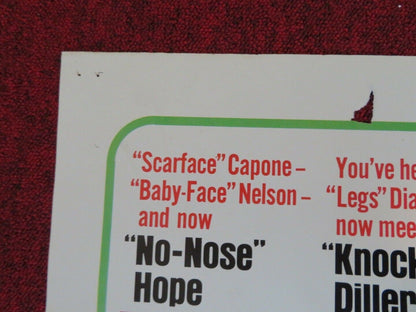 "Scarface" Capone –
"Baby-Face" Nelson –
and now
"No-Nose"
Hope
You've he
"Legs" Dia
now mee
"Knock
Diller